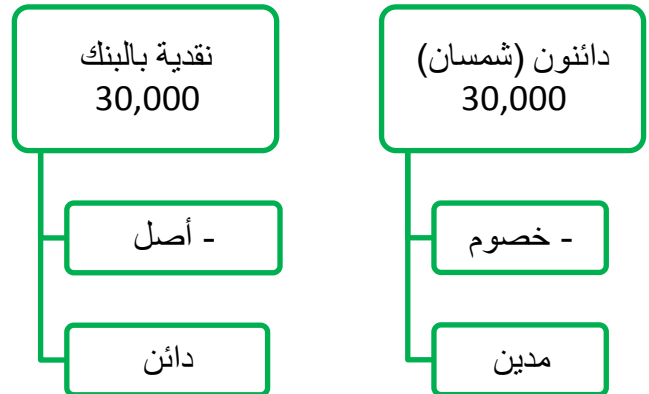 دائنون (شمسان)
30,000
- خصوم
مدين
نقدية بالبنك
30,000
- أصل
دائن